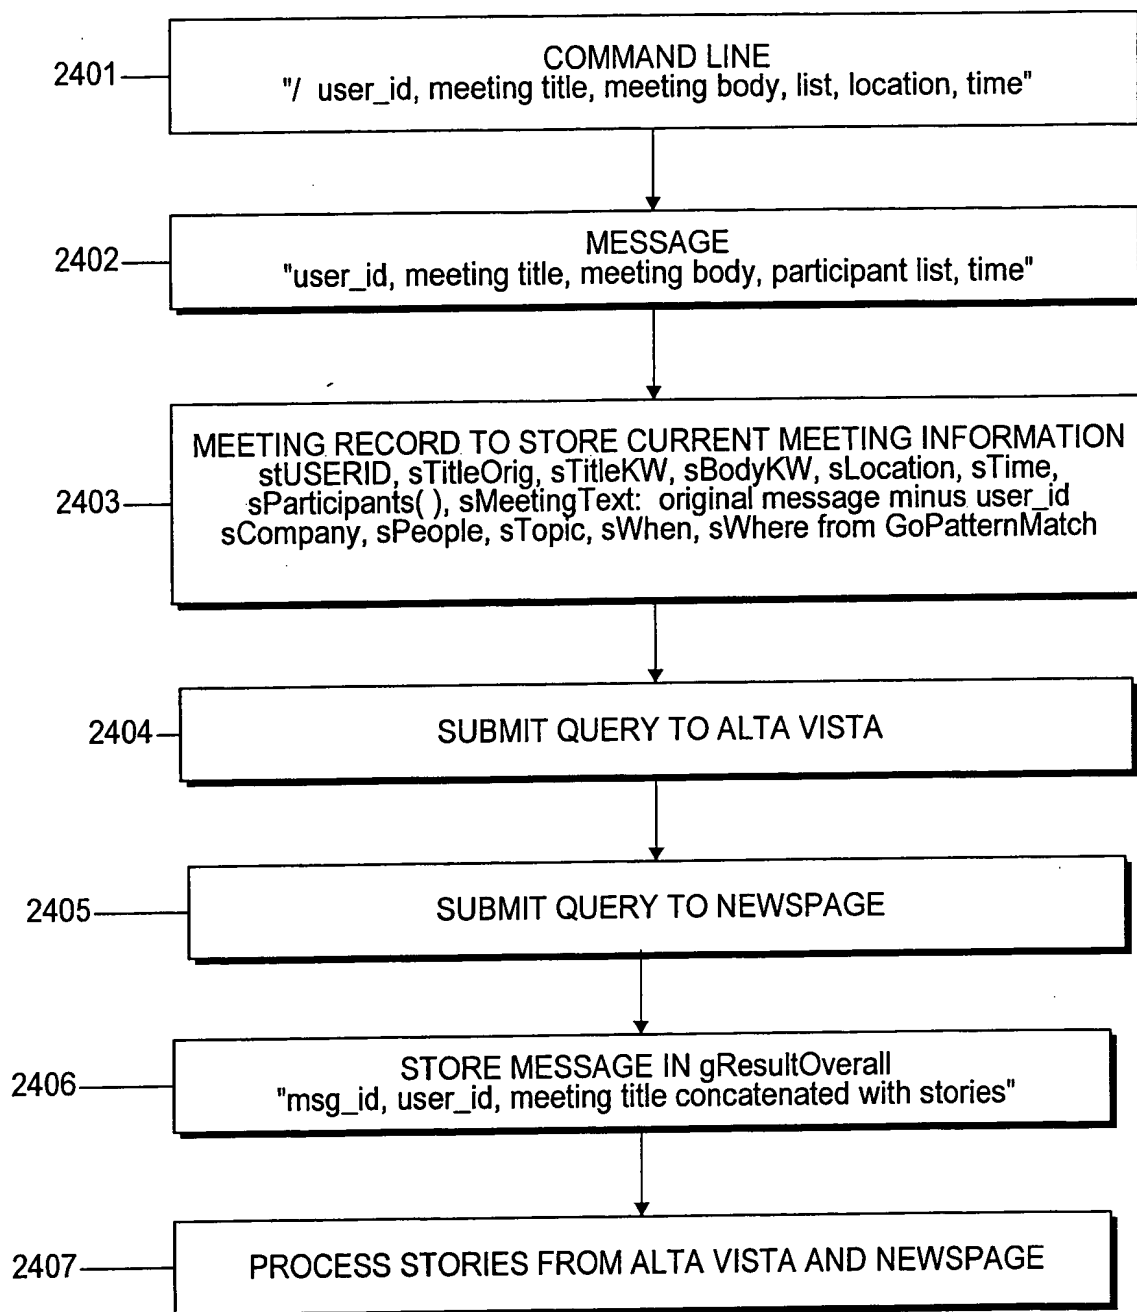 2401
COMMAND LINE
"/ user_id, meeting title, meeting body, list, location, time"
2402
MESSAGE
"user_id, meeting title, meeting body, participant list, time"
2403
MEETING RECORD TO STORE CURRENT MEETING INFORMATION
stUSERID, sTitleOrig, sTitleKW, sBodyKW, sLocation, sTime,
sParticipants( ), sMeetingText: original message minus user_id
sCompany, sPeople, sTopic, sWhen, sWhere from GoPatternMatch
2404
SUBMIT QUERY TO ALTA VISTA
2405
SUBMIT QUERY TO NEWSPAGE
2406
STORE MESSAGE IN gResultOverall
"msg_id, user_id, meeting title concatenated with stories"
2407
PROCESS STORIES FROM ALTA VISTA AND NEWSPAGE